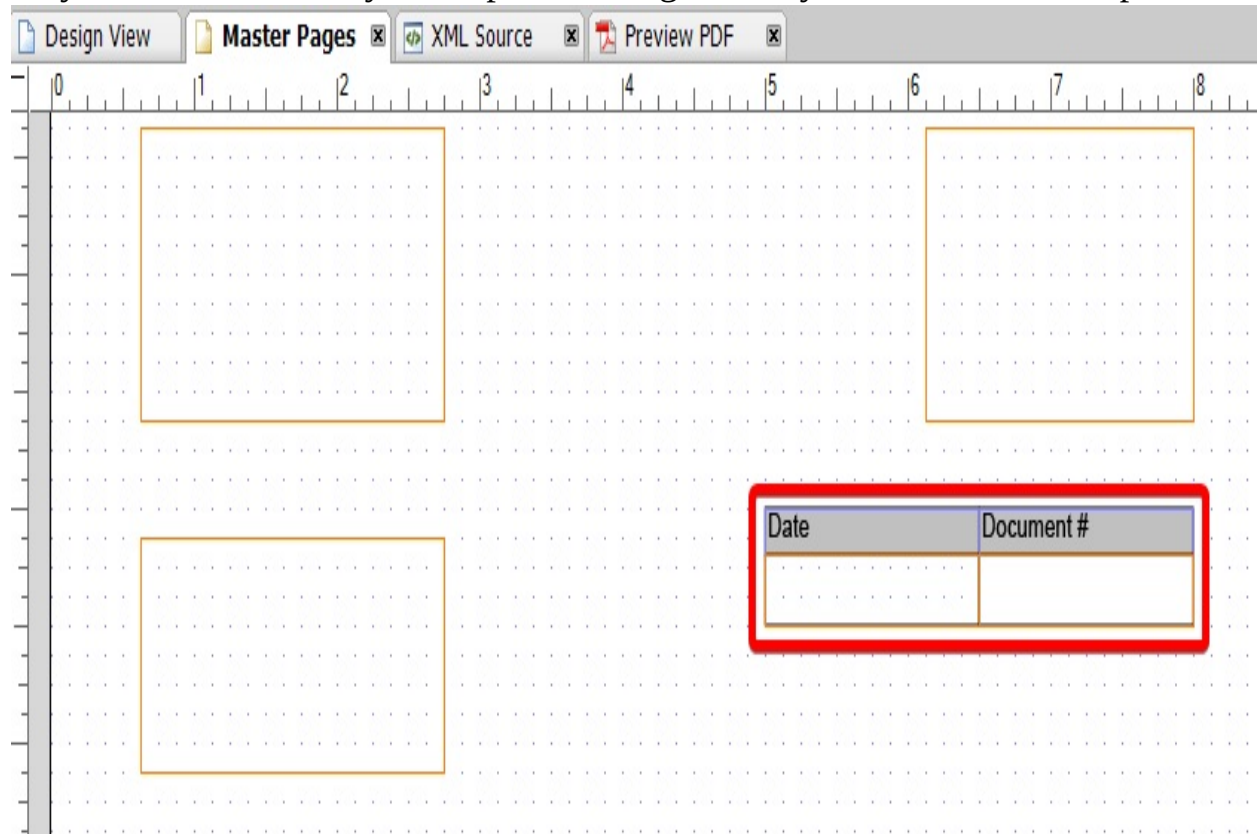 Design View Master Pages XML Source Preview PDF
0 1 2 3 4 5 6 7 8
Date Document #